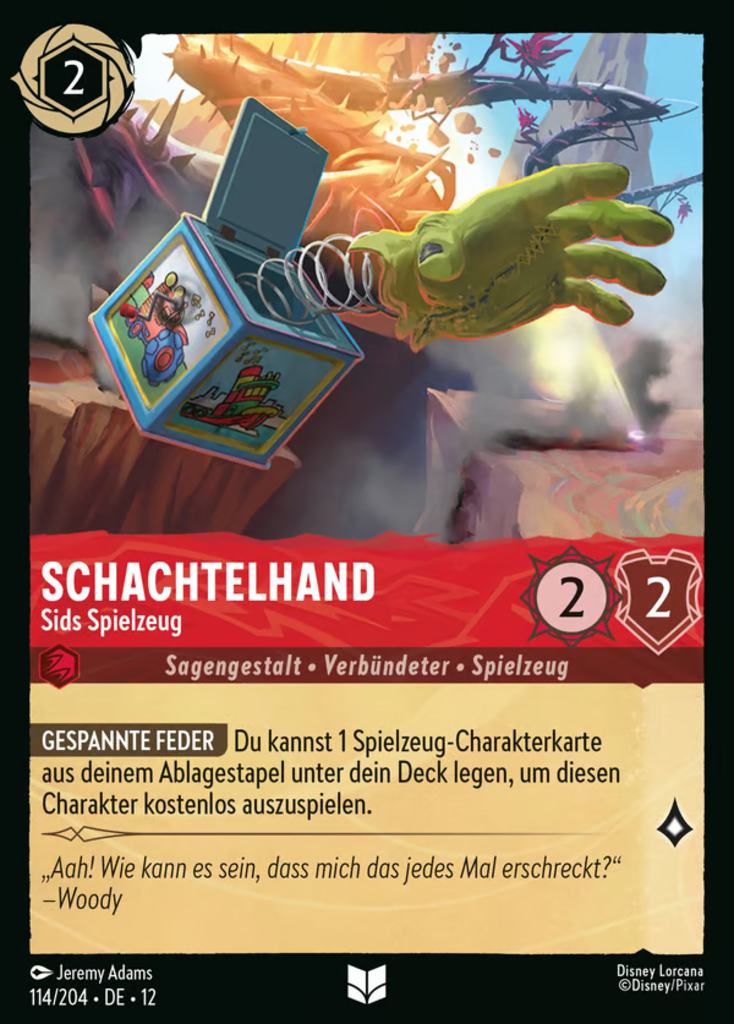 2
SCHACHTELHAND
Sids Spielzeug
2 2
Sagengestalt • Verbündeter • Spielzeug
GESPANNTE FEDER Du kannst 1 Spielzeug-Charakterkarte
aus deinem Ablagestapel unter dein Deck legen, um diesen
Charakter kostenlos auszuspielen.
„Aah! Wie kann es sein, dass mich das jedes Mal erschreckt?“
–Woody
Jeremy Adams
114/204 • DE • 12
Disney Lorcana
©Disney/Pixar